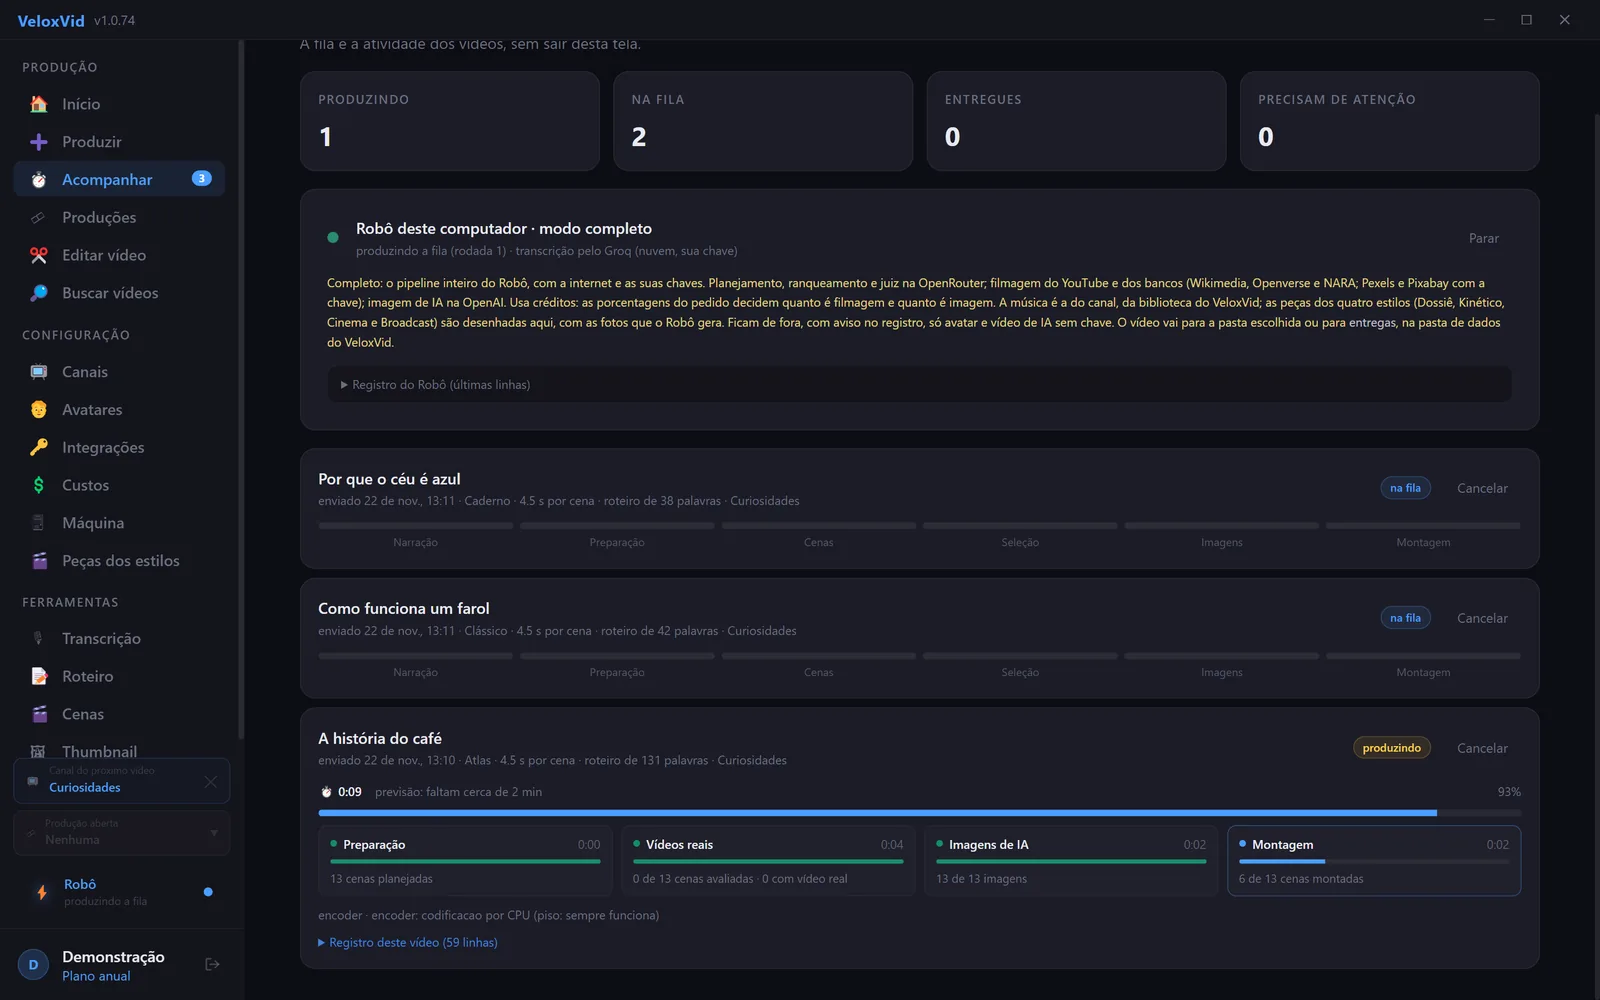 VeloxVid v1.0.74
PRODUÇÃO
Início
Produzir
Acompanhar 3
Produções
Editar vídeo
Buscar vídeos
CONFIGURAÇÃO
Canais
Avatares
Integrações
Custos
Máquina
Peças dos estilos
FERRAMENTAS
Transcrição
Roteiro
Cenas
Thumbnail
Canal do próximo vídeo
Curiosidades
Produção aberta
Nenhuma
Robô
produzindo a fila
D
Demonstração
Plano anual
A fila e a atividade dos vídeos, sem sair desta tela.
PRODUZINDO
1
NA FILA
2
ENTREGUES
0
PRECISAM DE ATENÇÃO
0
Robô deste computador · modo completo
produzindo a fila (rodada 1) · transcrição pelo Groq (nuvem, sua chave)
Parar
Completo: o pipeline inteiro do Robô, com a internet e as suas chaves. Planejamento, ranqueamento e juiz na OpenRouter; filmagem do YouTube e dos bancos (Wikimedia, Openverse e NARA; Pexels e Pixabay com a
chave); imagem de IA na OpenAI. Usa créditos: as porcentagens do pedido decidem quanto é filmagem e quanto é imagem. A música é a do canal, da biblioteca do VeloxVid; as peças dos quatro estilos (Dossiê, Kinético,
Cinema e Broadcast) são desenhadas aqui, com as fotos que o Robô gera. Ficam de fora, com aviso no registro, só avatar e vídeo de IA sem chave. O vídeo vai para a pasta escolhida ou para entregas, na pasta de dados
do VeloxVid.
Registro do Robô (últimas linhas)
Por que o céu é azul
enviado 22 de nov., 13:11 · Caderno · 4.5 s por cena · roteiro de 38 palavras · Curiosidades
na fila Cancelar
Narração Preparação Cenas Seleção Imagens Montagem
Como funciona um farol
enviado 22 de nov., 13:11 · Clássico · 4.5 s por cena · roteiro de 42 palavras · Curiosidades
na fila Cancelar
Narração Preparação Cenas Seleção Imagens Montagem
A história do café
enviado 22 de nov., 13:10 · Atlas · 4.5 s por cena · roteiro de 131 palavras · Curiosidades
produzindo Cancelar
0:09 previsão: faltam cerca de 2 min 93%
Preparação 0:00
13 cenas planejadas
Vídeos reais 0:04
0 de 13 cenas avaliadas · 0 com vídeo real
Imagens de IA 0:02
13 de 13 imagens
Montagem 0:02
6 de 13 cenas montadas
encoder · encoder: codificacao por CPU (piso: sempre funciona)
Registro deste vídeo (59 linhas)